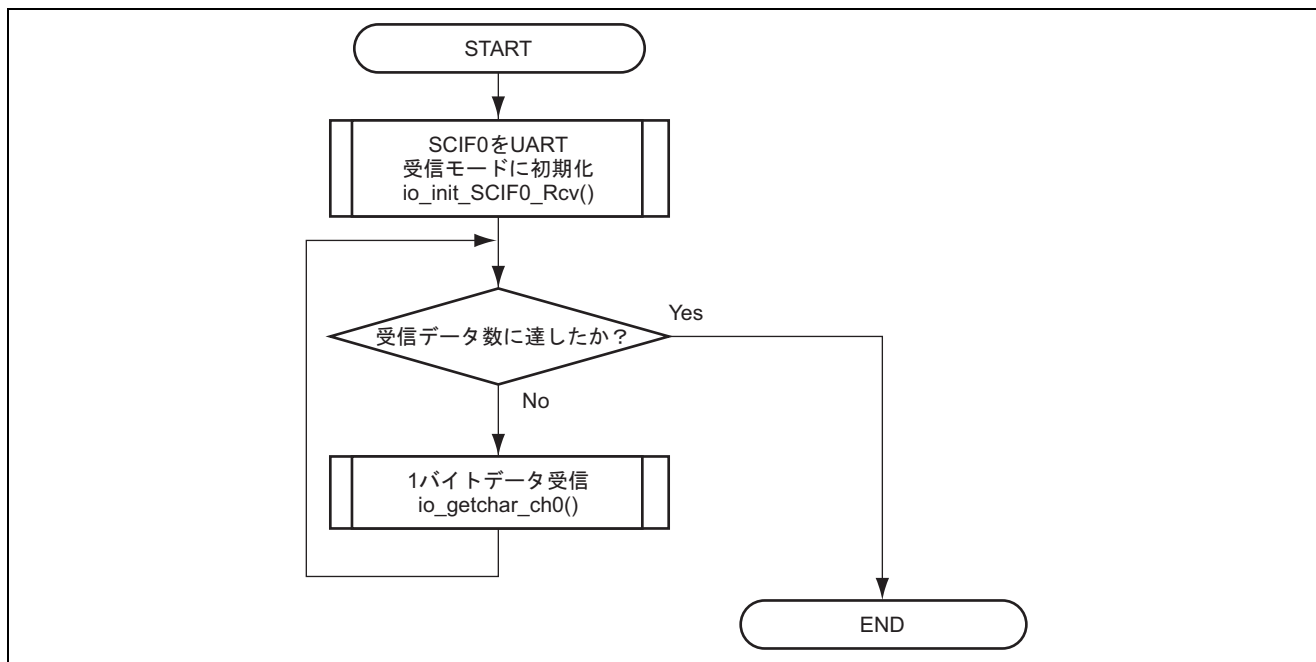 START
SCIF0をUART
受信モードに初期化
io_init_SCIF0_Rcv()
受信データ数に達したか？
Yes
No
1バイトデータ受信
io_getchar_ch0()
END